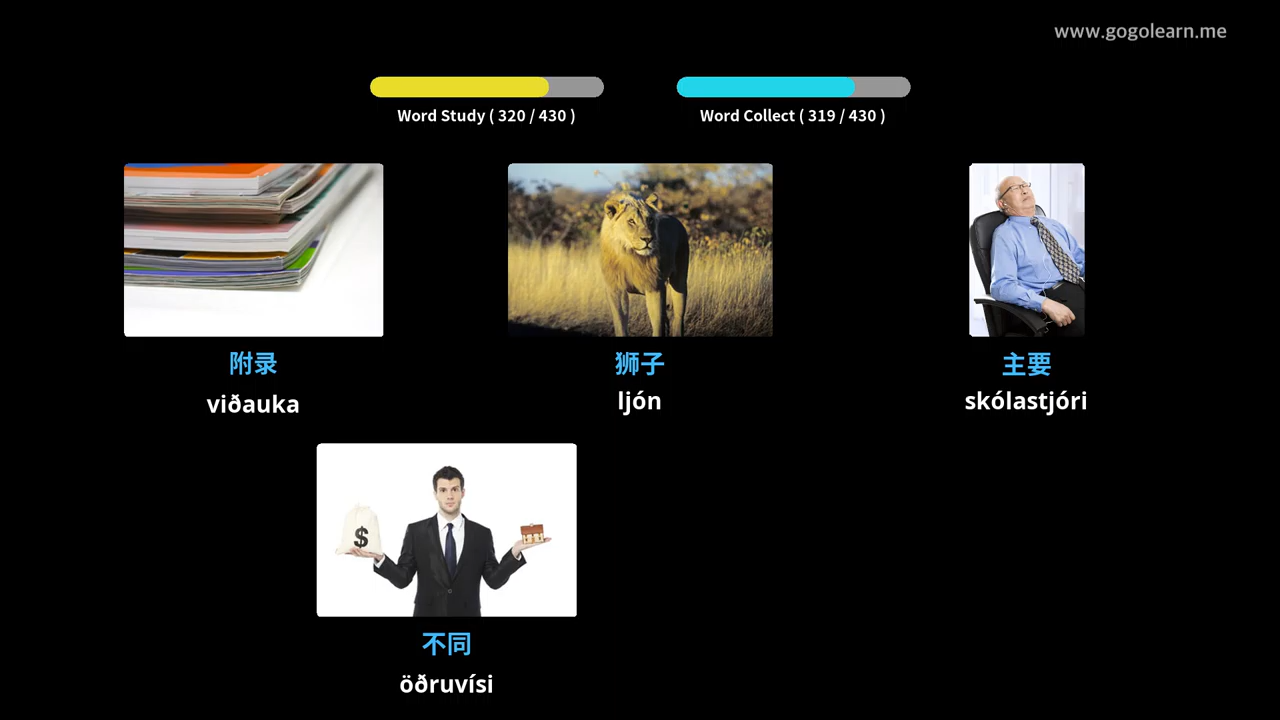 www.gogolearn.me
Word Study ( 320 / 430 )
Word Collect ( 319 / 430 )
附录
viðauka
狮子
ljón
主要
skólastjóri
$
不同
öðruvísi